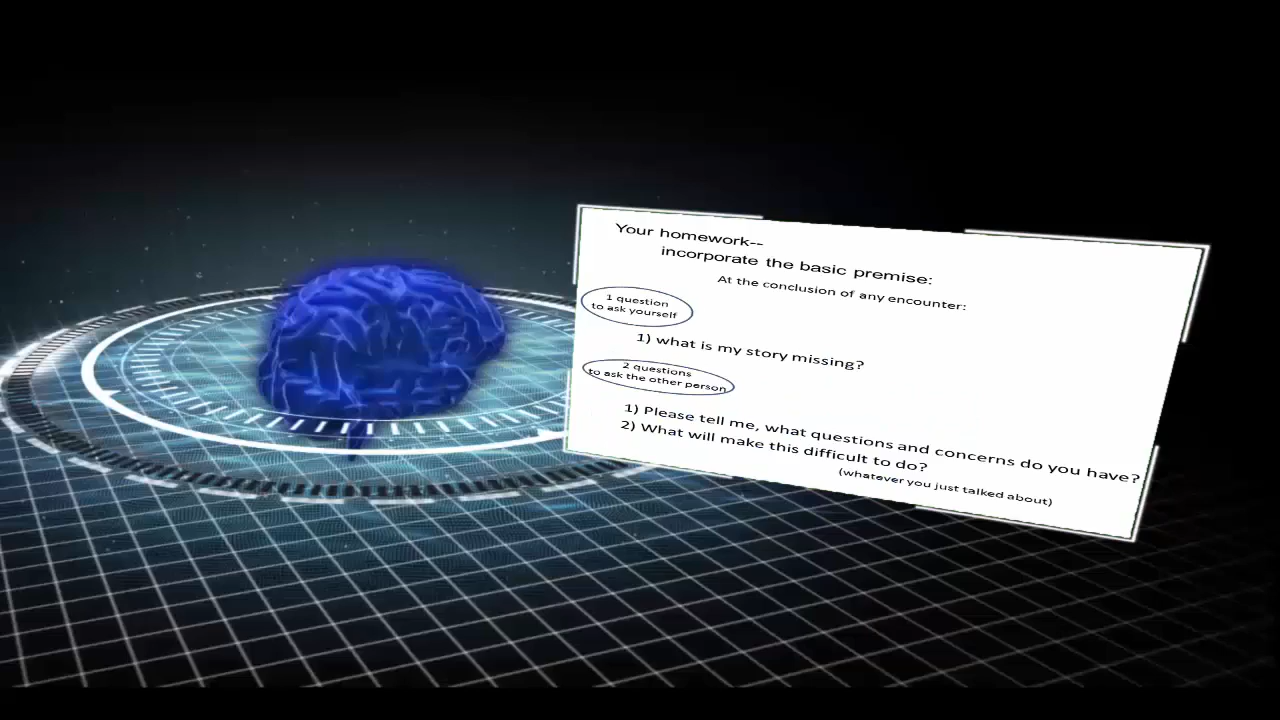 Your homework--
incorporate the basic premise:
At the conclusion of any encounter:
1 question
to ask yourself
1) what is my story missing?
2 questions
to ask the other person
1) Please tell me, what questions and concerns do you have?
2) What will make this difficult to do?
(whatever you just talked about)